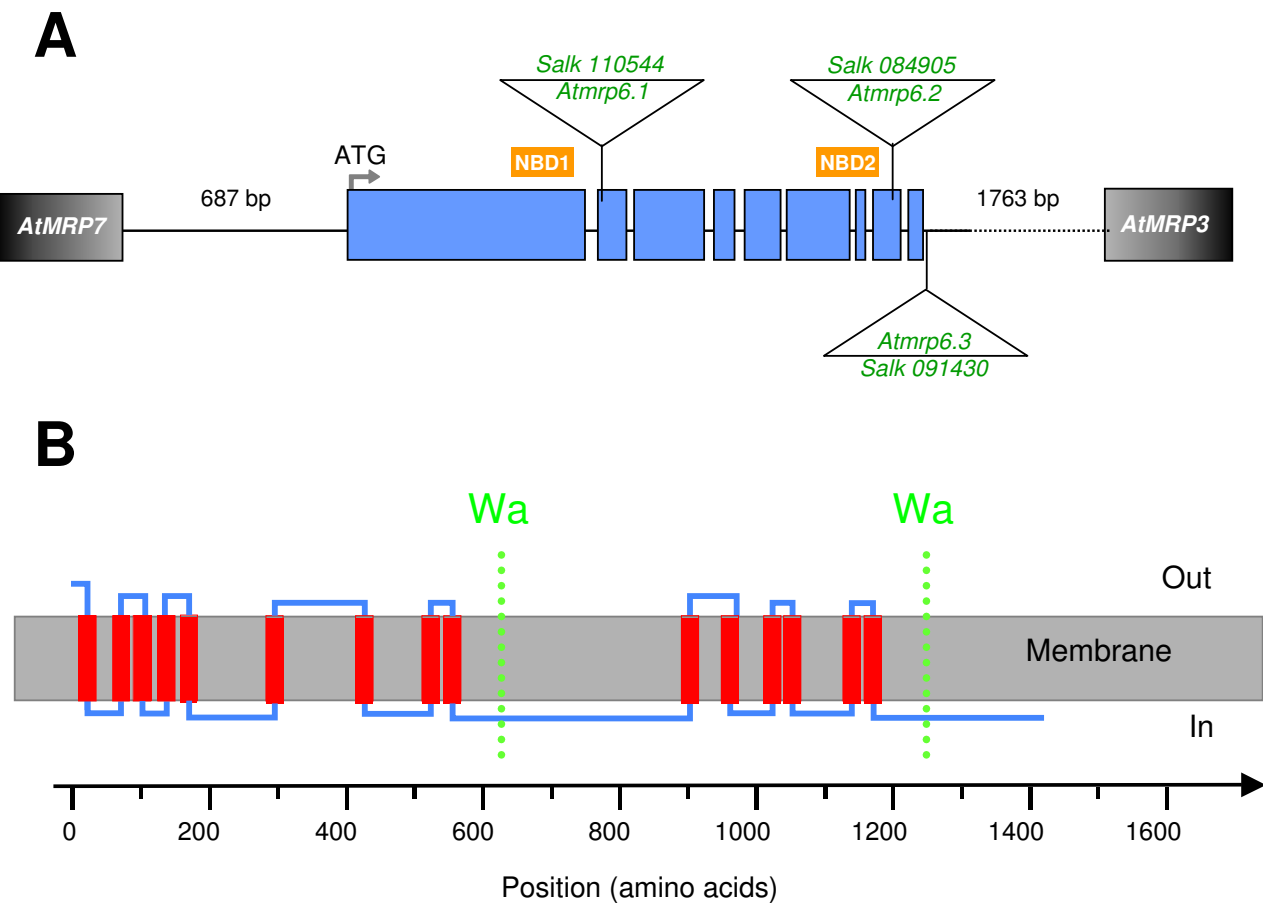 A
Salk 110544
Atmrp6.1
Salk 084905
Atmrp6.2
ATG
NBD1
NBD2
687 bp
1763 bp
AtMRP7
AtMRP3
Atmrp6.3
Salk 091430
B
Wa
Wa
Out
Membrane
In
0 200 400 600 800 1000 1200 1400 1600
Position (amino acids)